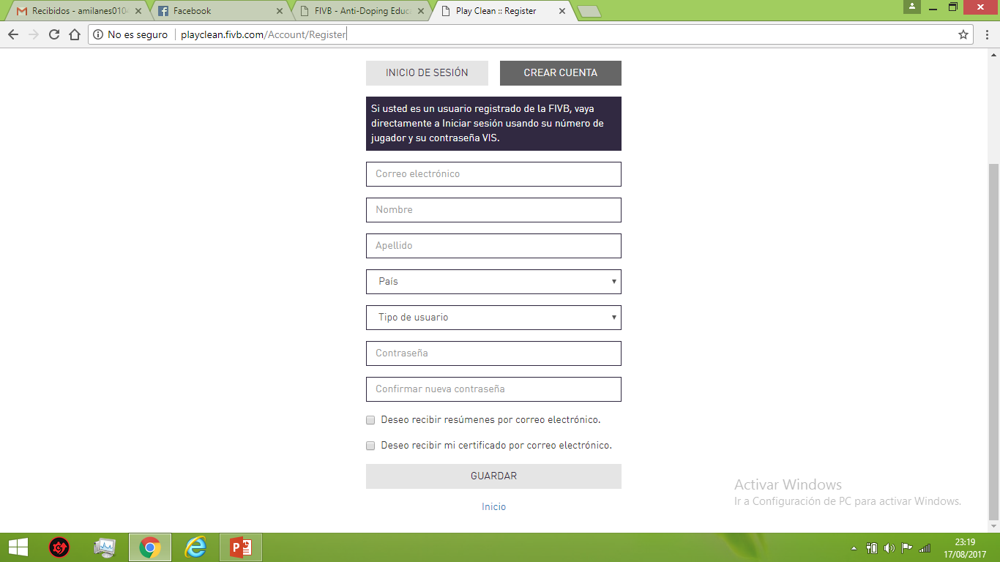 Recibidos - amilanes0104
Facebook
FIVB - Anti-Doping Educa
Play Clean :: Register
No es seguro
playclean.fivb.com/Account/Register
INICIO DE SESIÓN
CREAR CUENTA
Si usted es un usuario registrado de la FIVB, vaya
directamente a Iniciar sesión usando su número de
jugador y su contraseña VIS.
Correo electrónico
Nombre
Apellido
País
Tipo de usuario
Contraseña
Confirmar nueva contraseña
Deseo recibir resúmenes por correo electrónico.
Deseo recibir mi certificado por correo electrónico.
GUARDAR
Inicio
Activar Windows
Ir a Configuración de PC para activar Windows.
23:19
17/08/2017